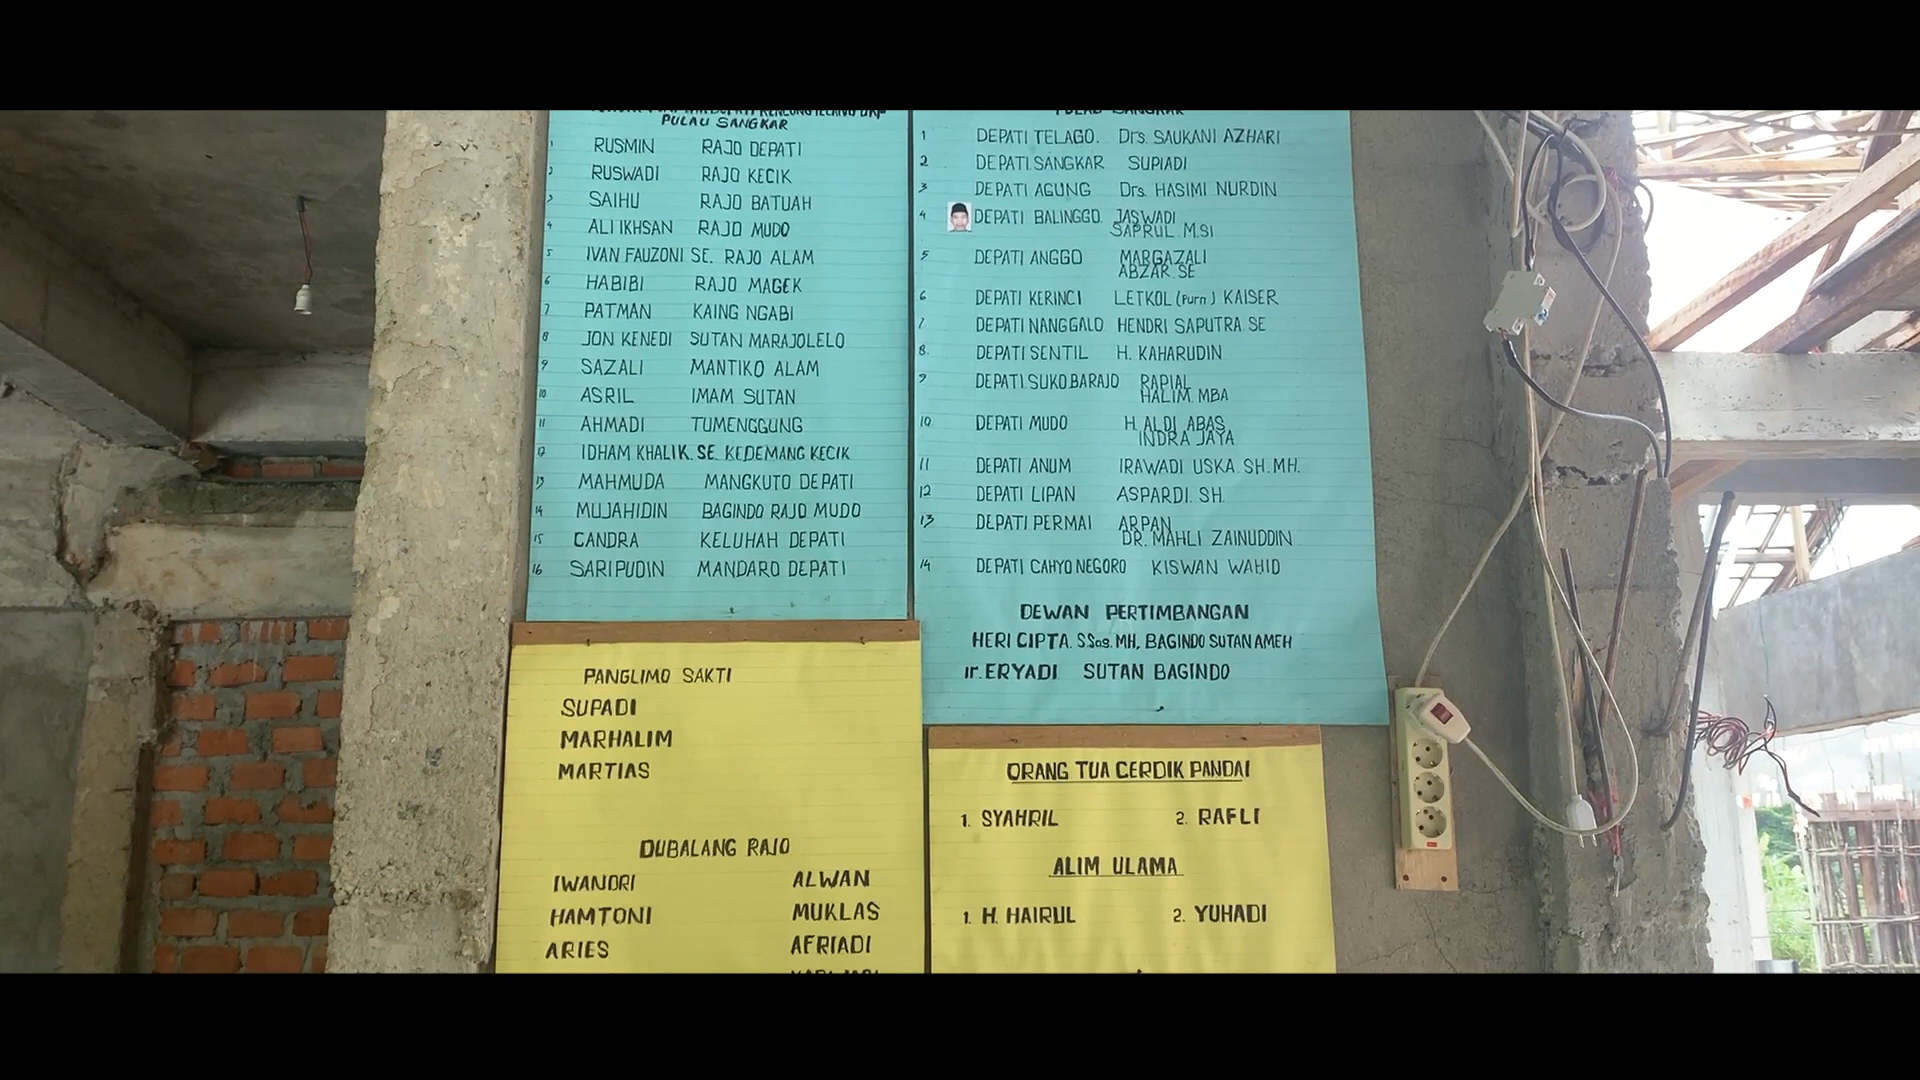 PULAU SANGKAR
1 RUSMIN RAJO DEPATI
2 RUSWADI RAJO KECIK
3 SAIHU RAJO BATUAH
4 ALI IKHSAN RAJO MUDO
5 IVAN FAUZONI SE. RAJO ALAM
6 HABIBI RAJO MAGEK
7 PATMAN KAING NGABI
8 JON KENEDI SUTAN MARAJOLELO
9 SAZALI MANTIKO ALAM
10 ASRIL IMAM SUTAN
11 AHMADI TUMENGGUNG
12 IDHAM KHALIK. SE. KEDEMANG KECIK
13 MAHMUDA MANGKUTO DEPATI
14 MUJAHIDIN BAGINDO RAJO MUDO
15 CANDRA KELUHAH DEPATI
16 SARIPUDIN MANDARO DEPATI
PULAU SANGKAR
1 DEPATI TELAGO. Drs. SAUKANI AZHARI
2 DEPATI SANGKAR SUPIADI
3 DEPATI AGUNG Drs. HASIMI NURDIN
4 DEPATI BALINGGO. JASWADI
SAPRUL M.SI
5 DEPATI ANGGO MARGAZALI
ABZAR. SE
6 DEPATI KERINCI LETKOL (Purn) KAISER
7 DEPATI NANGGALO HENDRI SAPUTRA SE
8. DEPATI SENTIL H. KAHARUDIN
9 DEPATI SUKO BARAJO RAPIAL
HALIM. MBA
10. DEPATI MUDO H. ALDI ABAS
INDRA JAYA
11 DEPATI ANUM IRAWADI USKA. SH. MH.
12 DEPATI LIPAN ASPARDI. SH.
13 DEPATI PERMAI ARPAN
DR. MAHLI ZAINUDDIN
14 DEPATI CAHYO NEGORO KISWAN WAHID
DEWAN PERTIMBANGAN
HERI CIPTA. S.Sos. MH, BAGINDO SUTAN AMEH
Ir. ERYADI SUTAN BAGINDO
PANGLIMO SAKTI
SUPADI
MARHALIM
MARTIAS
DUBALANG RAJO
IWANDRI ALWAN
HAMTONI MUKLAS
ARIES AFRIADI
ORANG TUA CERDIK PANDAI
1. SYAHRIL 2. RAFLI
ALIM ULAMA
1. H. HAIRUL 2. YUHADI